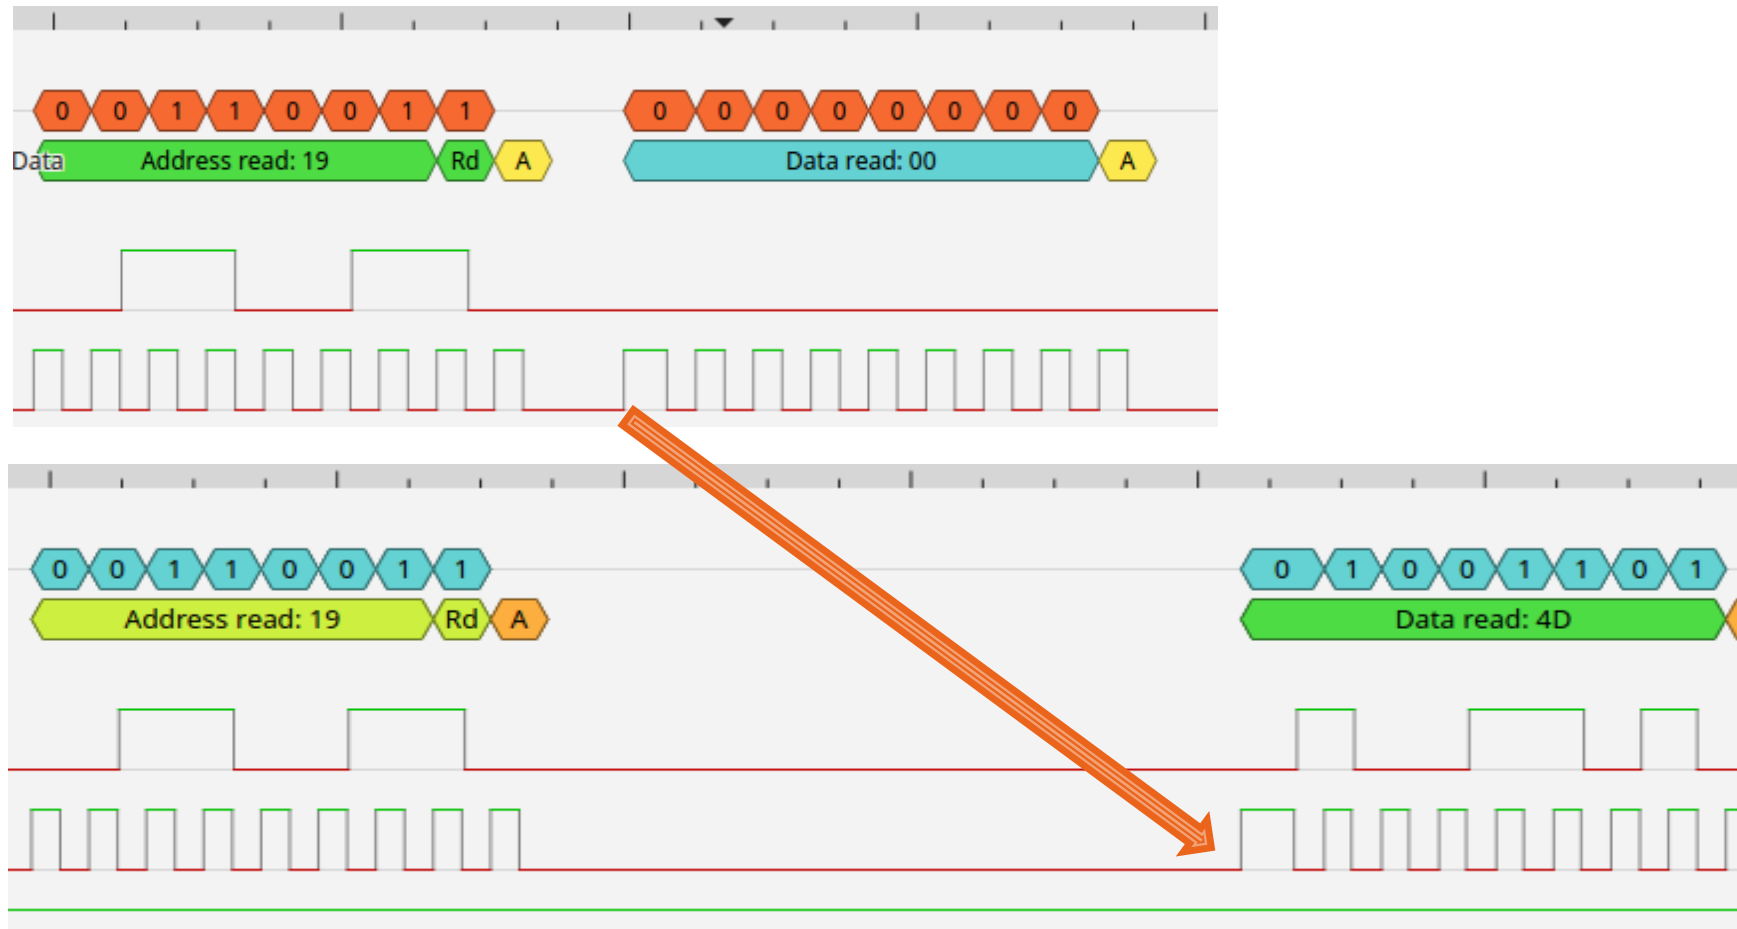 0 0 1 1 0 0 1 1 0 0 0 0 0 0 0 0
Data Address read: 19 Rd A Data read: 00 A
0 0 1 1 0 0 1 1 0 1 0 0 1 1 0 1
Address read: 19 Rd A Data read: 4D